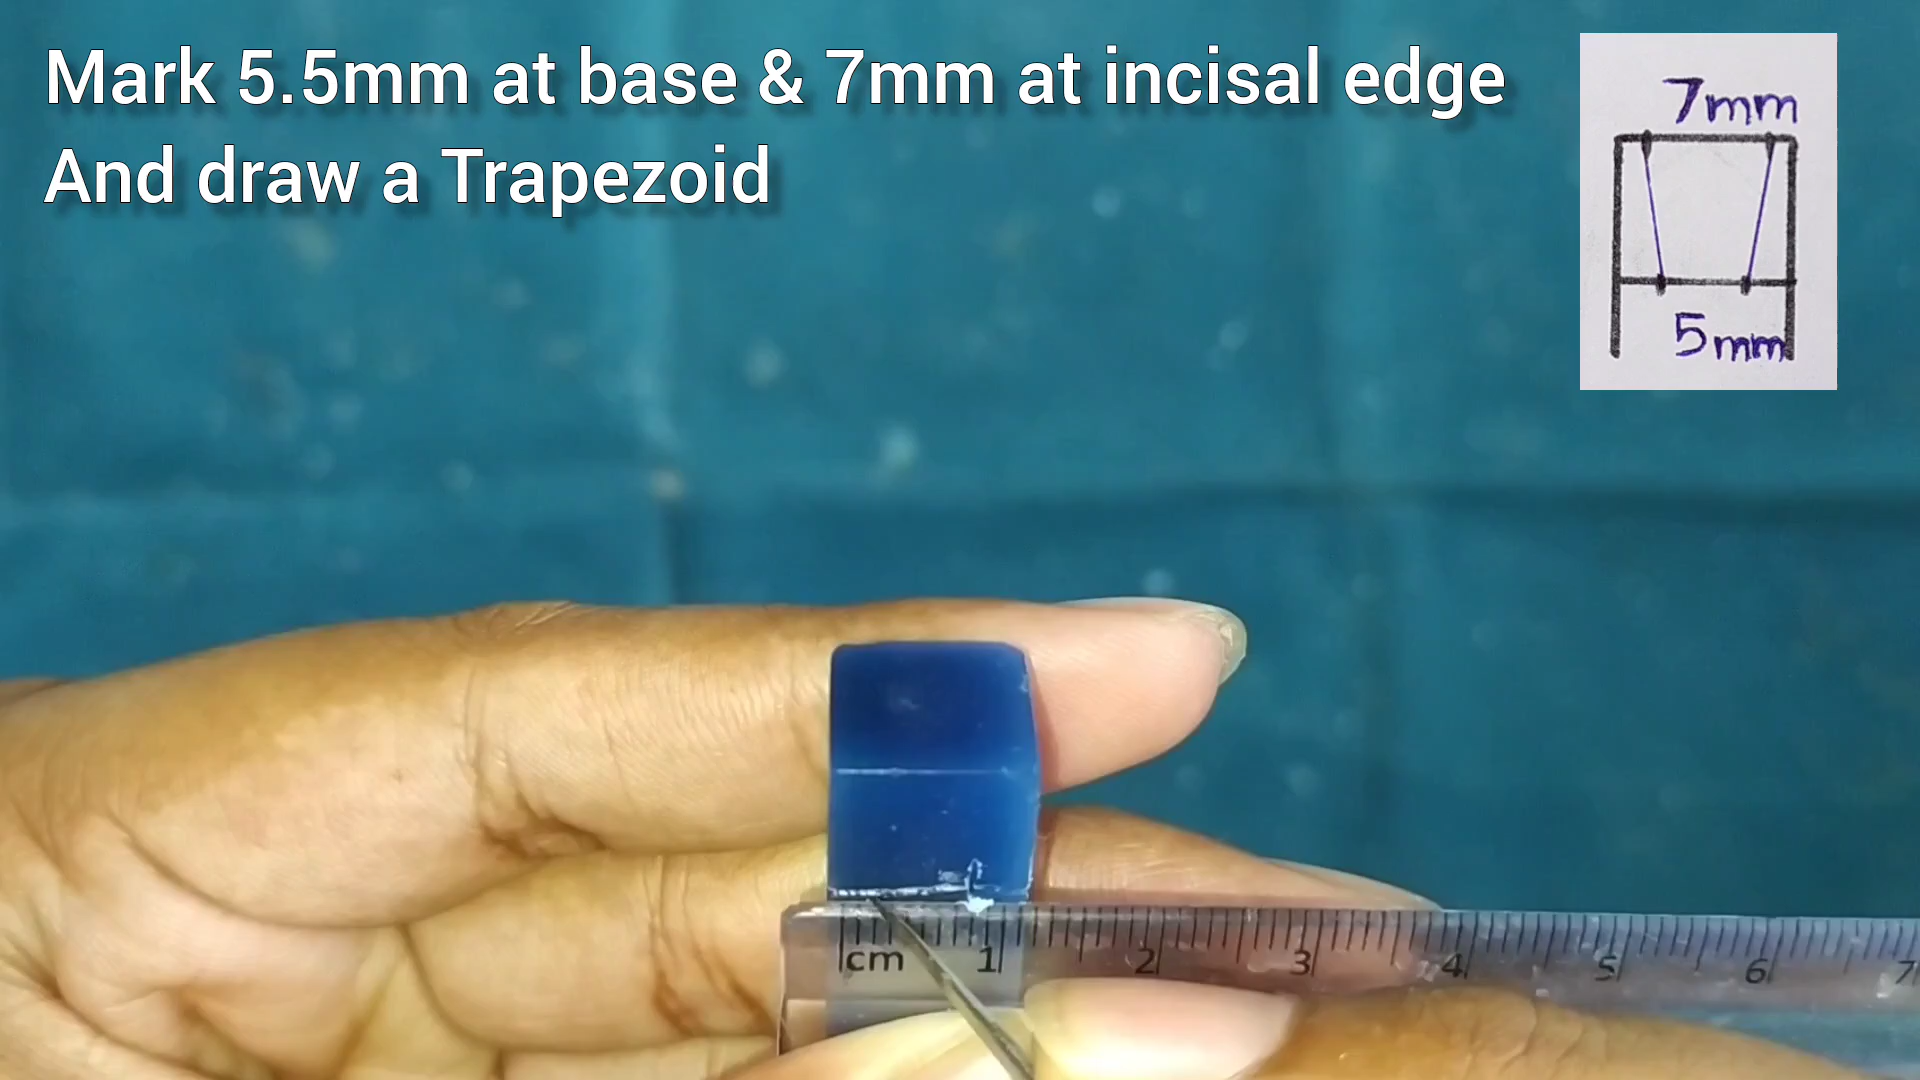 Mark 5.5mm at base & 7mm at incisal edge
And draw a Trapezoid
7mm
5mm
cm 1 2 3 4 5 6 7